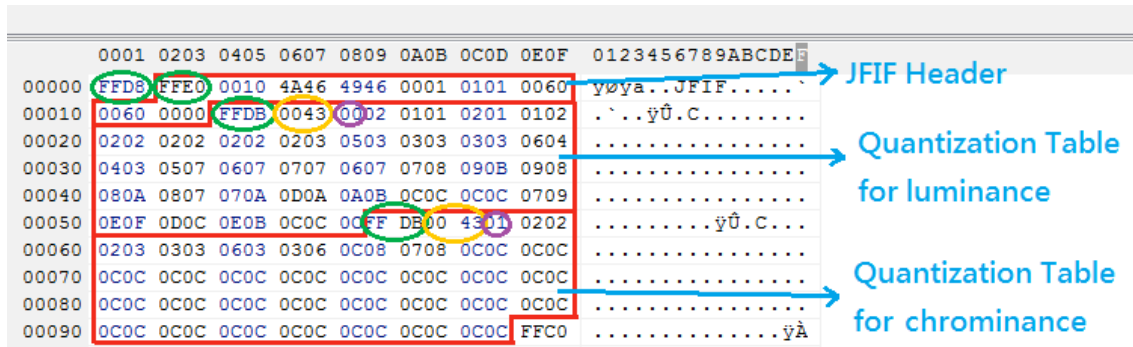 0001 0203 0405 0607 0809 0A0B 0C0D 0E0F 0123456789ABCDEF
00000 FFD8 FFE0 0010 4A46 4946 0001 0101 0060 ÿØÿà..JFIF.....`
JFIF Header
00010 0060 0000 FFDB 0043 0002 0101 0201 0102 .`..ÿÛ.C........
00020 0202 0202 0202 0203 0503 0303 0303 0604 ................
Quantization Table
00030 0403 0507 0607 0707 0607 0708 090B 0908 ................
for luminance
00040 080A 0807 070A 0D0A 0A0B 0C0C 0C0C 0709 ................
00050 0E0F 0D0C 0E0B 0C0C 0CFF DB00 4301 0202 .........ÿÛ.C...
00060 0203 0303 0603 0306 0C08 0708 0C0C 0C0C ................
Quantization Table
00070 0C0C 0C0C 0C0C 0C0C 0C0C 0C0C 0C0C 0C0C ................
00080 0C0C 0C0C 0C0C 0C0C 0C0C 0C0C 0C0C 0C0C ................
for chrominance
00090 0C0C 0C0C 0C0C 0C0C 0C0C 0C0C 0C0C FFC0 ..............ÿÀ